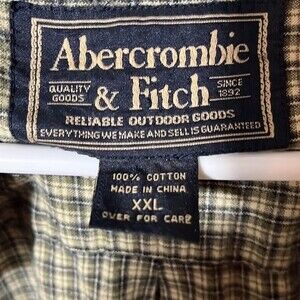 Abercrombie
QUALITY GOODS & Fitch SINCE 1892
RELIABLE OUTDOOR GOODS
EVERYTHING WE MAKE AND SELL IS GUARANTEED
100% COTTON
MADE IN CHINA
XXL
OVER FOR CARE